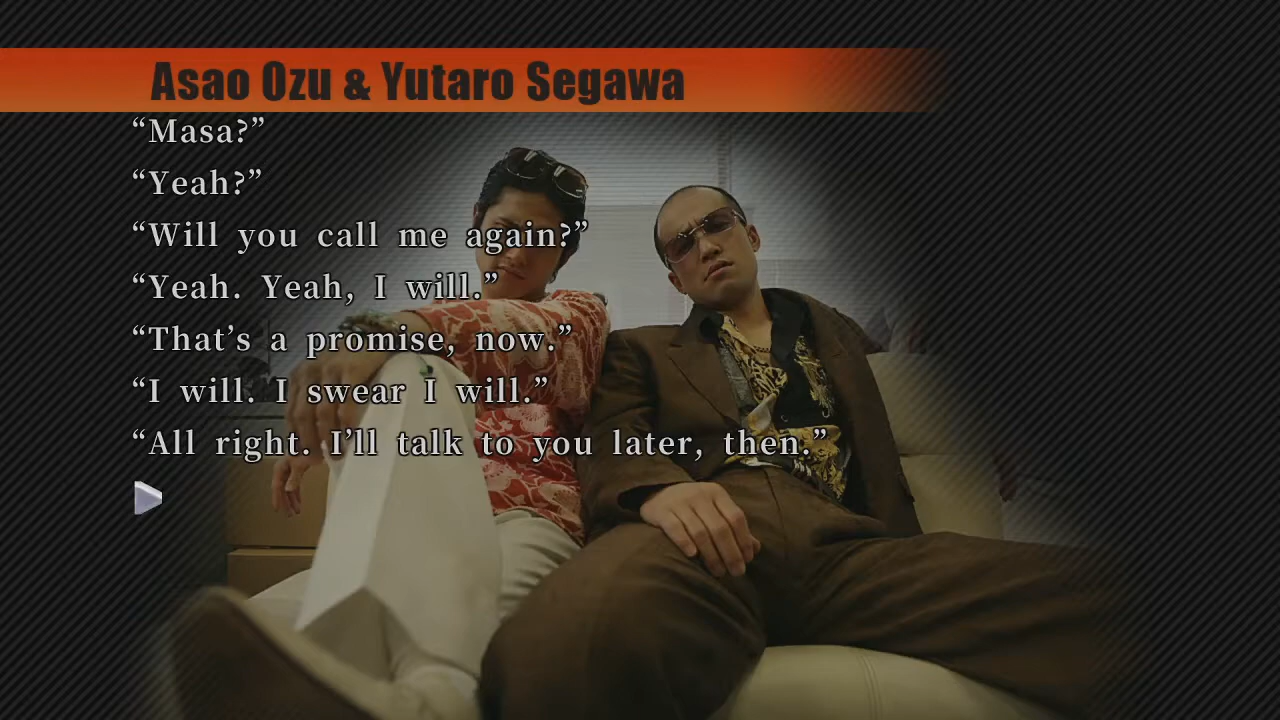 Asao Ozu & Yutaro Segawa
“Masa?”
“Yeah?”
“Will you call me again?”
“Yeah. Yeah, I will.”
“That’s a promise, now.”
“I will. I swear I will.”
“All right. I’ll talk to you later, then.”